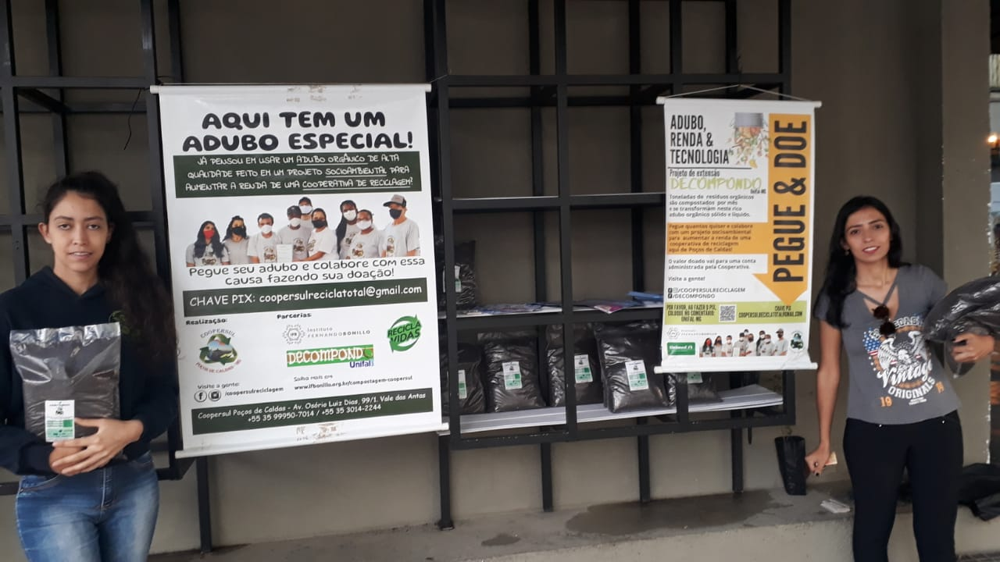 AQUI TEM UM
ADUBO ESPECIAL!
JÁ PENSOU EM USAR UM ADUBO ORGÂNICO DE ALTA
QUALIDADE FEITO EM UM PROJETO SOCIOAMBIENTAL PARA
AUMENTAR A RENDA DE UMA COOPERATIVA DE RECICLAGEM?
Pegue seu adubo e colabore com essa
causa fazendo sua doação!
CHAVE PIX: coopersulreciclatotal@gmail.com
Realização:
Parcerias:
COOPERSUL
POÇOS DE CALDAS - MG
IFB
Instituto
FERNANDO BONILLO
RECICLA
VIDAS
DECOMPONDO
Unifal
Visite a gente:
/coopersulreciclagem
Saiba mais em
www.ifbonillo.org.br/compostagem-coopersul
Coopersul Poços de Caldas - Av. Osório Luiz Dias, 99/1. Vale das Antas
+55 35 99950-7014 / +55 35 3014-2244
ADUBO,
RENDA &
TECNOLOGIA
Projeto de extensão
DECOMPONDO
Unifal-MG
Toneladas de resíduos orgânicos
são compostados por mês
e se transformam neste rico
adubo orgânico sólido e líquido.
Pegue quantos quiser e colabore
com um projeto socioambiental
para aumentar a renda de uma
cooperativa de reciclagem
aqui de Poços de Caldas!
O valor doado vai para uma conta
administrada pela Cooperativa.
Visite a gente!
/COOPERSULRECICLAGEM
/DECOMPONDO
POR FAVOR, AO FAZER O PIX,
COLOQUE NO COMENTÁRIO:
UNIFAL-MG
CHAVE PIX
COOPERSULRECICLATOTAL@GMAIL.COM
PEGUE & DOE
Instituto
FERNANDO BONILLO
Unimed
Vintage
ORIGINALS
19